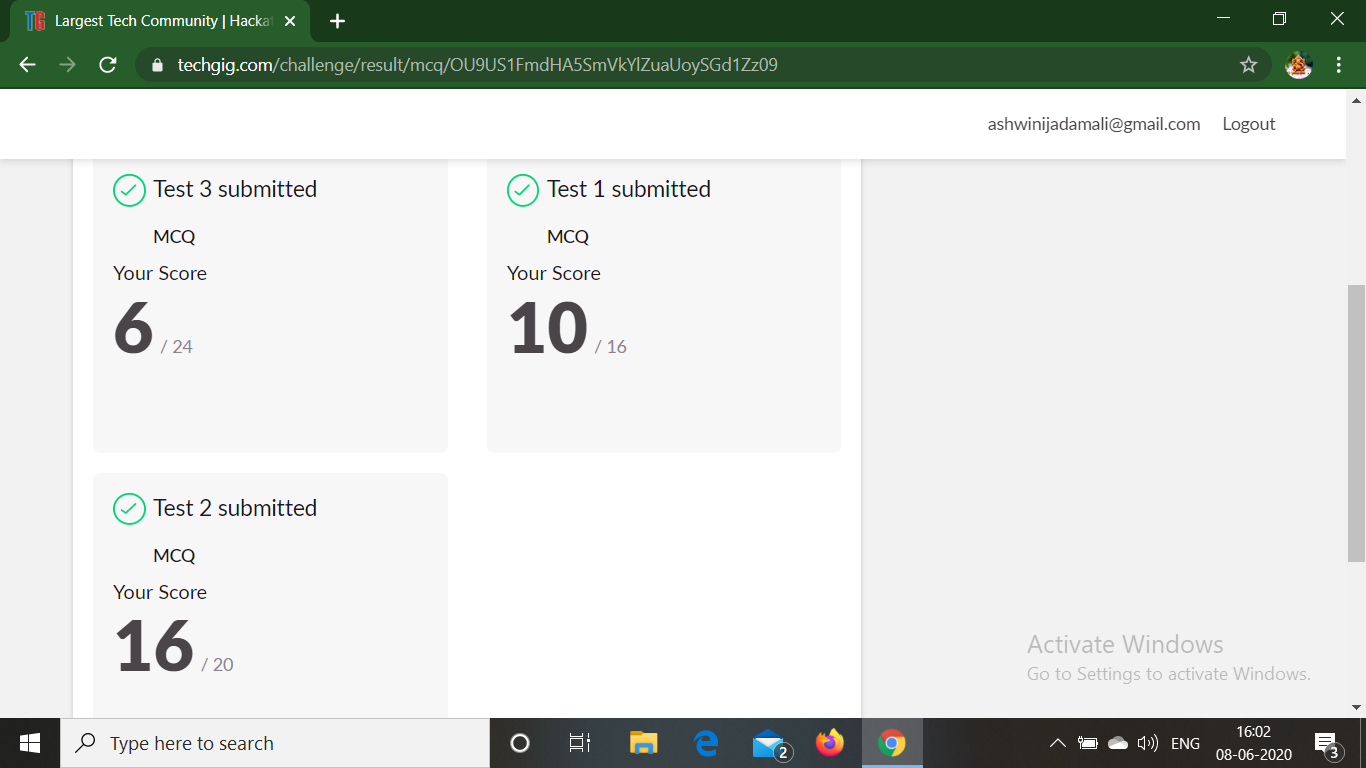 Largest Tech Community | Hacka
techgig.com/challenge/result/mcq/OU9US1FmdHA5SmVkYlZuaUoySGd1Zz09
ashwinijadamali@gmail.com Logout
Test 3 submitted
MCQ
Your Score
6 / 24
Test 1 submitted
MCQ
Your Score
10 / 16
Test 2 submitted
MCQ
Your Score
16 / 20
Activate Windows
Go to Settings to activate Windows.
Type here to search
2
ENG
16:02
08-06-2020
3